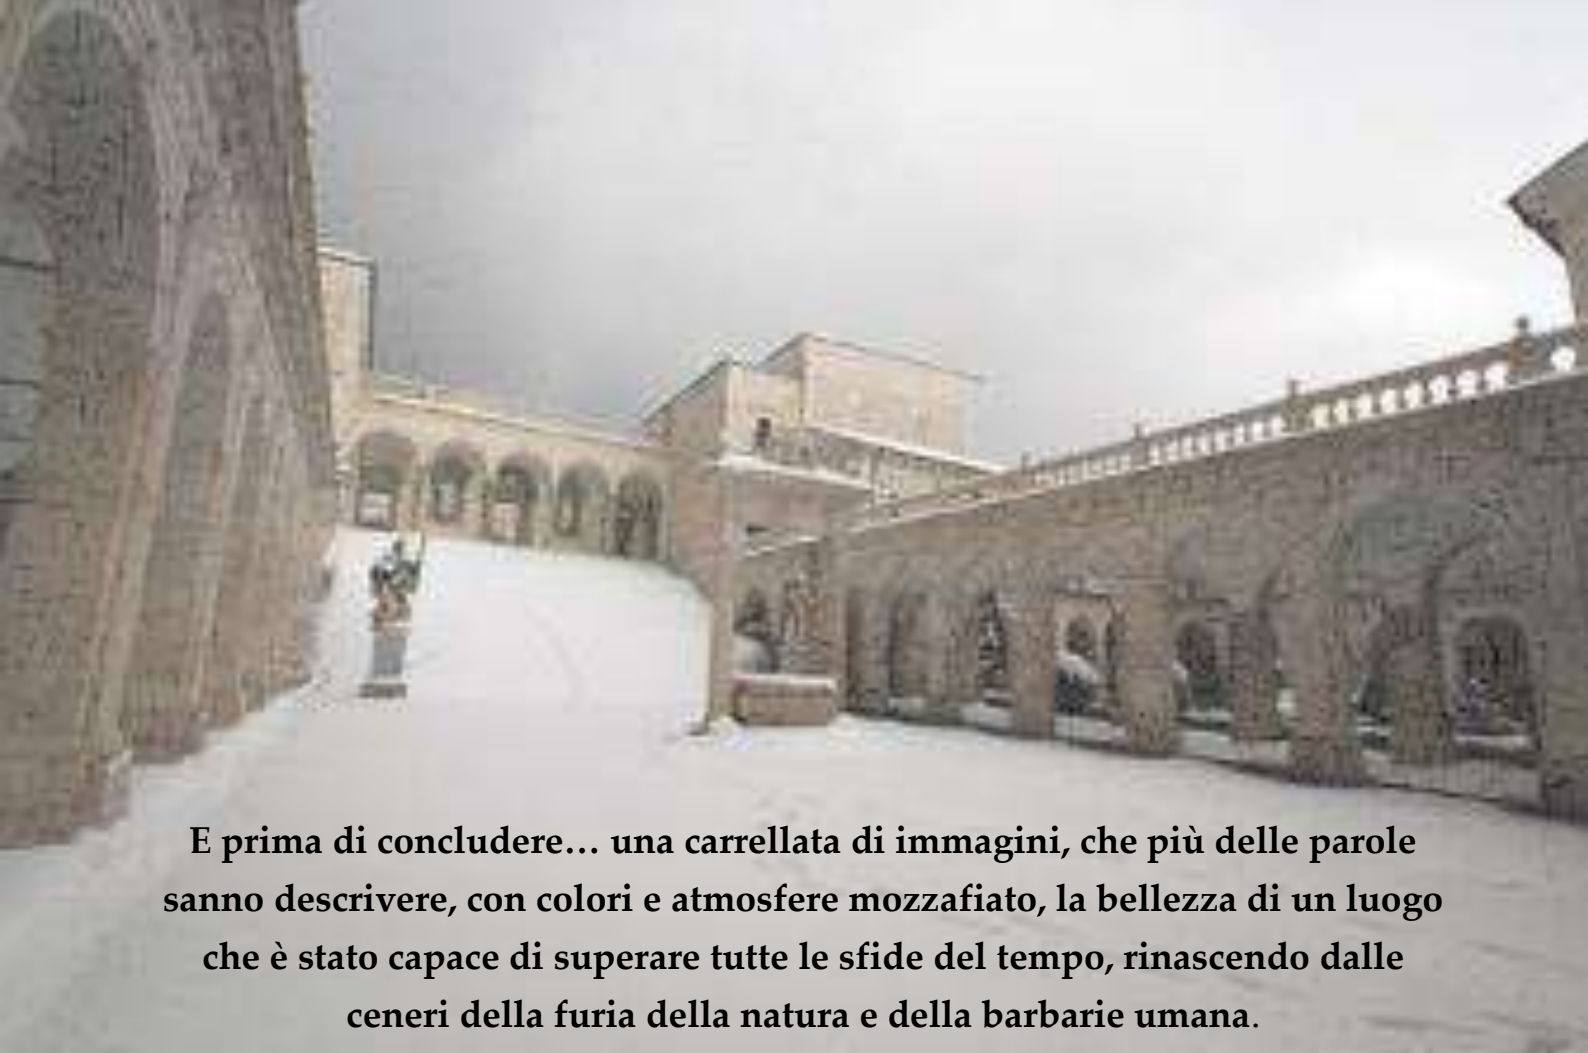 E prima di concludere… una carrellata di immagini, che più delle parole
sanno descrivere, con colori e atmosfere mozzafiato, la bellezza di un luogo
che è stato capace di superare tutte le sfide del tempo, rinascendo dalle
ceneri della furia della natura e della barbarie umana.